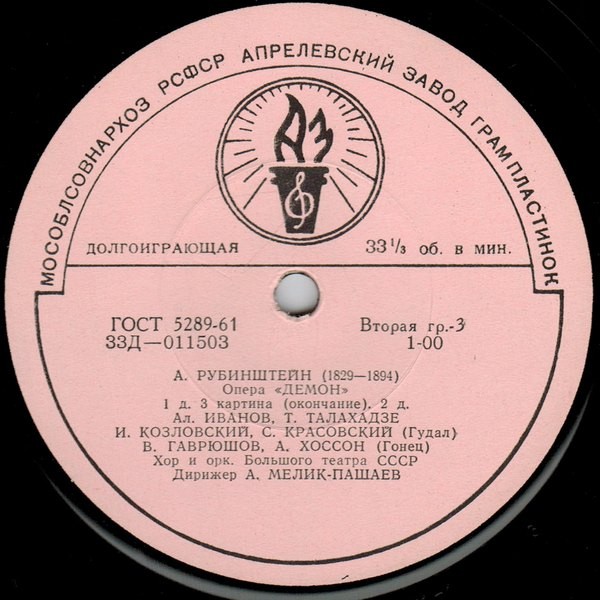 МОСОБЛСОВНАРХОЗ РСФСР АПРЕЛЕВСКИЙ ЗАВОД ГРАМПЛАСТИНОК
АЗ
ДОЛГОИГРАЮЩАЯ 33 1/3 об. в мин.
ГОСТ 5289-61 Вторая гр.-3
33Д—011503 1-00
А. РУБИНШТЕЙН (1829—1894)
Опера «ДЕМОН»
1 д. 3 картина (окончание). 2 д.
Ал. ИВАНОВ, Т. ТАЛАХАДЗЕ
И. КОЗЛОВСКИЙ, С. КРАСОВСКИЙ (Гудал)
В. ГАВРЮШОВ, А. ХОССОН (Гонец)
Хор и орк. Большого театра СССР
Дирижер А. МЕЛИК-ПАШАЕВ